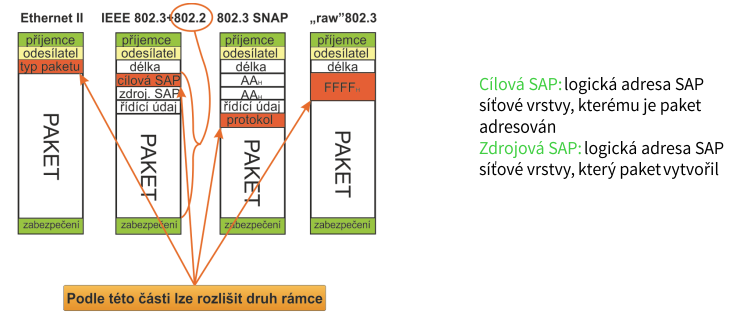 Ethernet II
příjemce
odesílatel
typ paketu
PAKET
zabezpečení
IEEE 802.3+802.2
příjemce
odesílatel
délka
cílová SAP
zdroj. SAP
řídící údaj
PAKET
zabezpečení
802.3 SNAP
příjemce
odesílatel
délka
AAH
AAH
řídící údaj
protokol
PAKET
zabezpečení
„raw”802.3
příjemce
odesílatel
délka
FFFFH
PAKET
zabezpečení
Podle této části lze rozlišit druh rámce
Cílová SAP: logická adresa SAP
síťové vrstvy, kterému je paket
adresován
Zdrojová SAP: logická adresa SAP
síťové vrstvy, který paket vytvořil